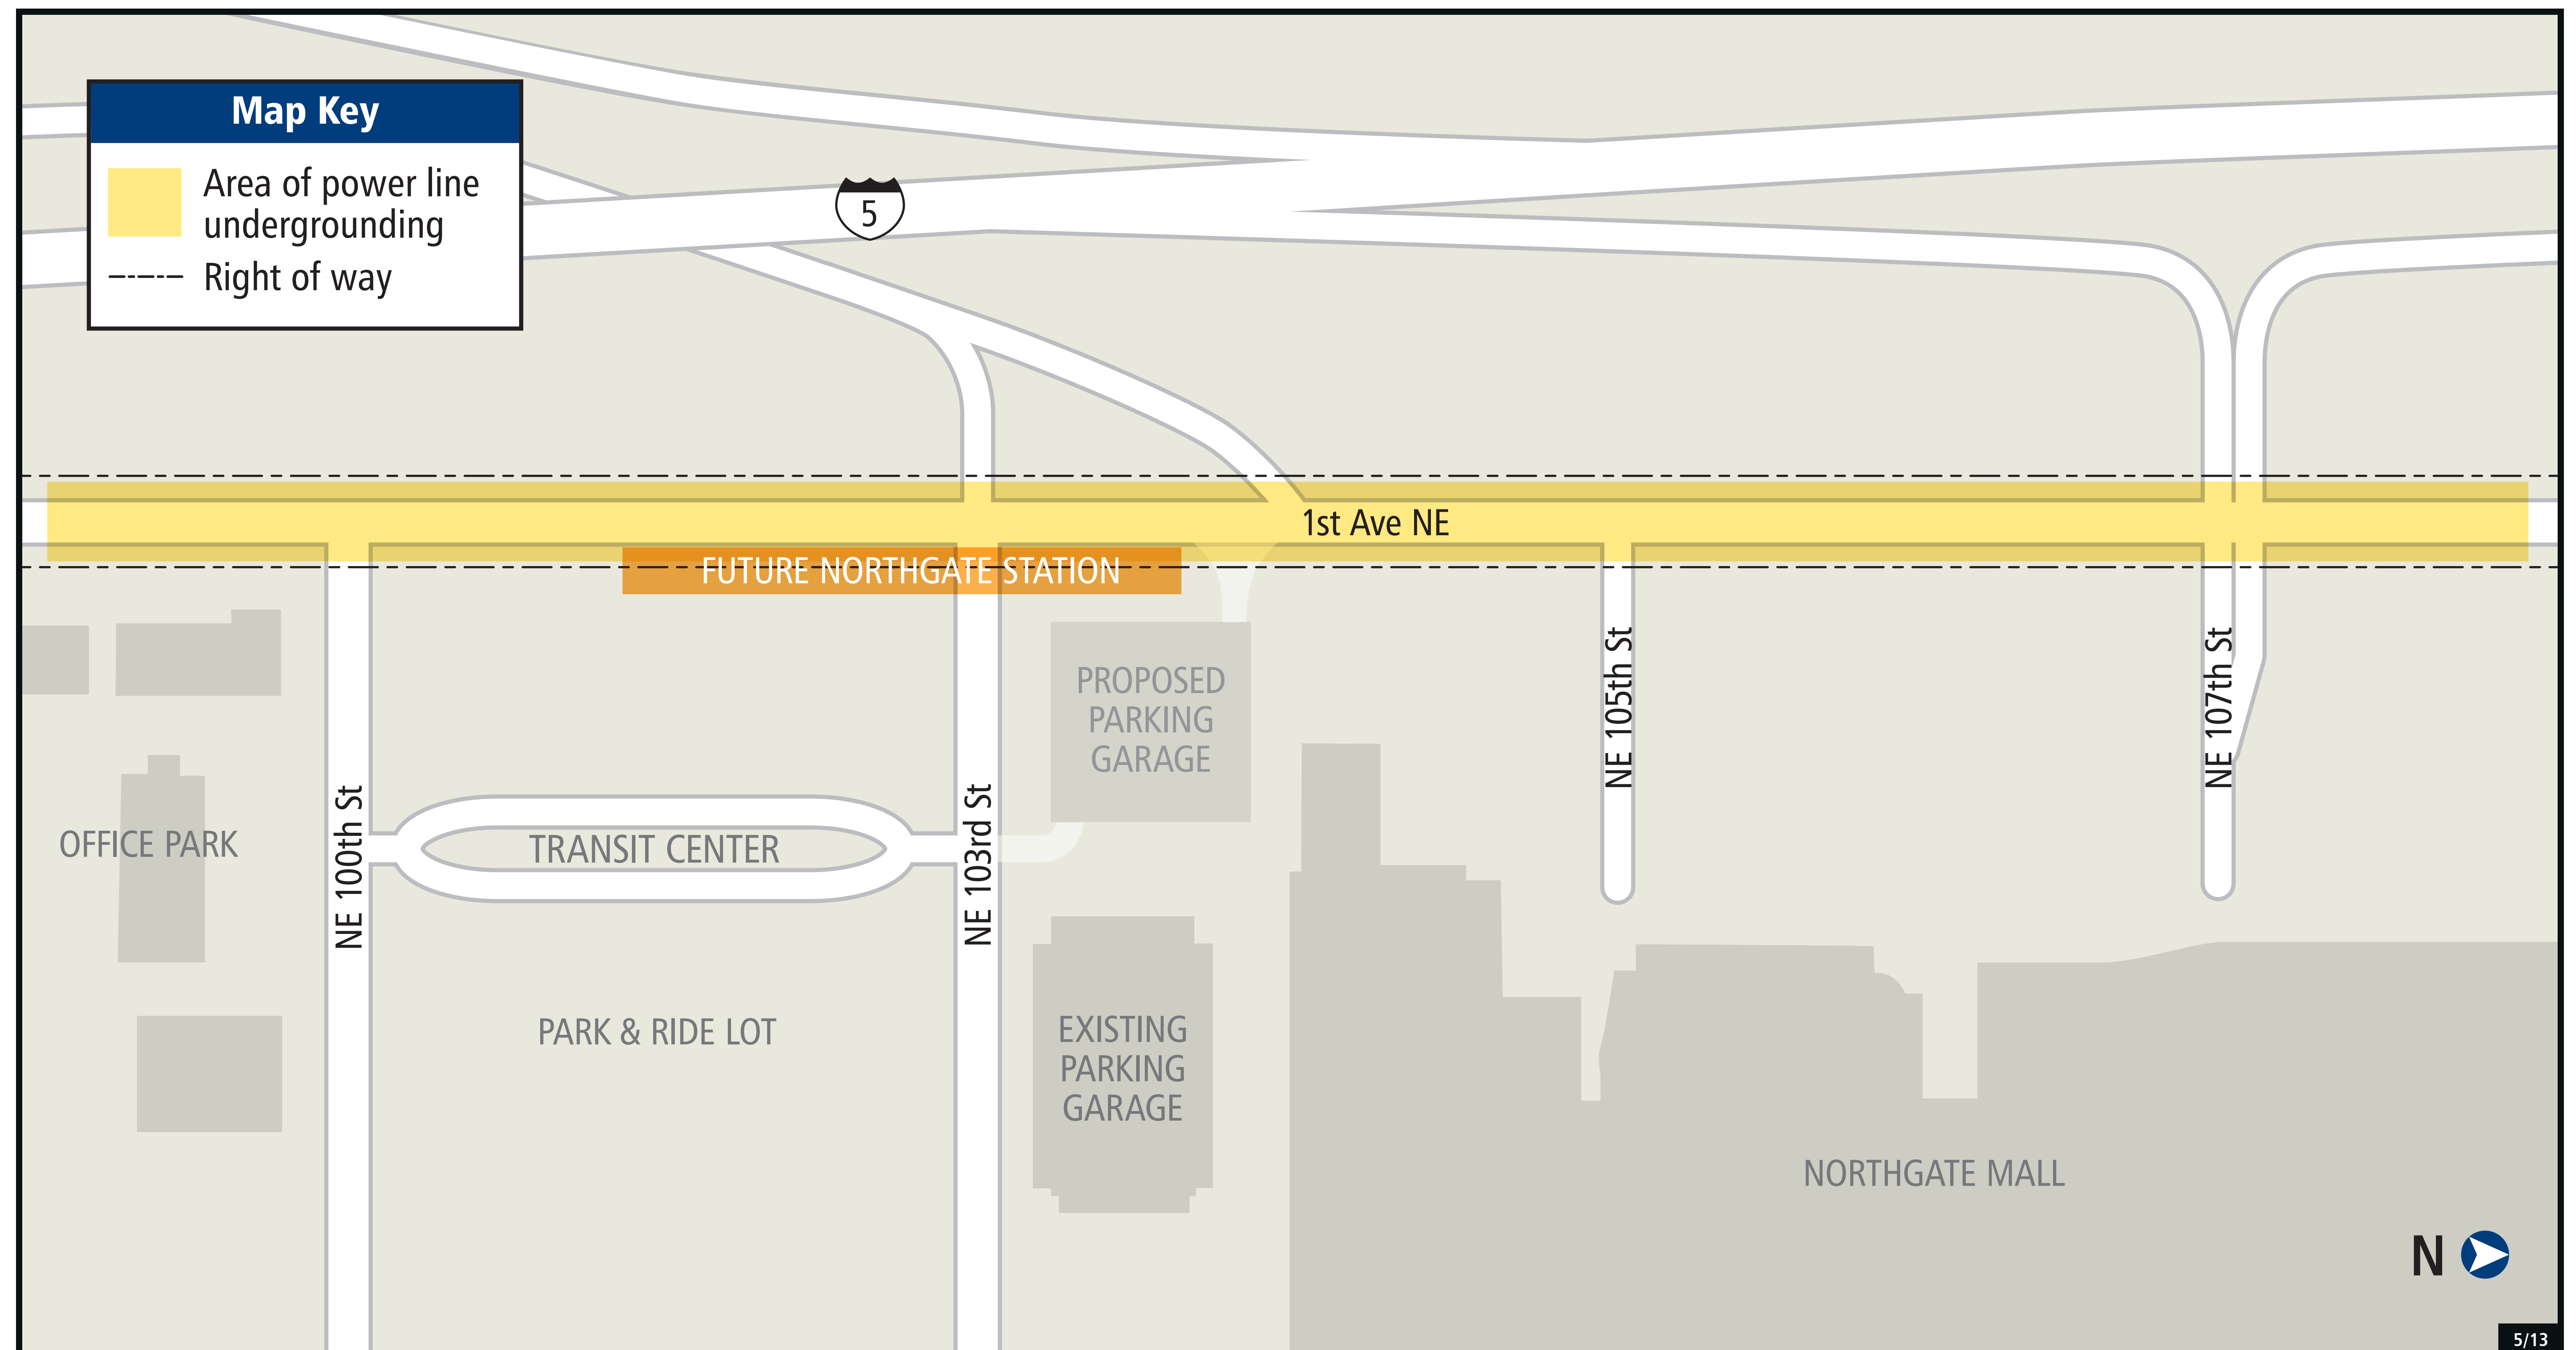 Map Key
Area of power line
undergrounding
Right of way
5
1st Ave NE
FUTURE NORTHGATE STATION
PROPOSED
PARKING
GARAGE
NE 105th St
NE 107th St
OFFICE PARK
NE 100th St
TRANSIT CENTER
NE 103rd St
PARK & RIDE LOT
EXISTING
PARKING
GARAGE
NORTHGATE MALL
N
5/13